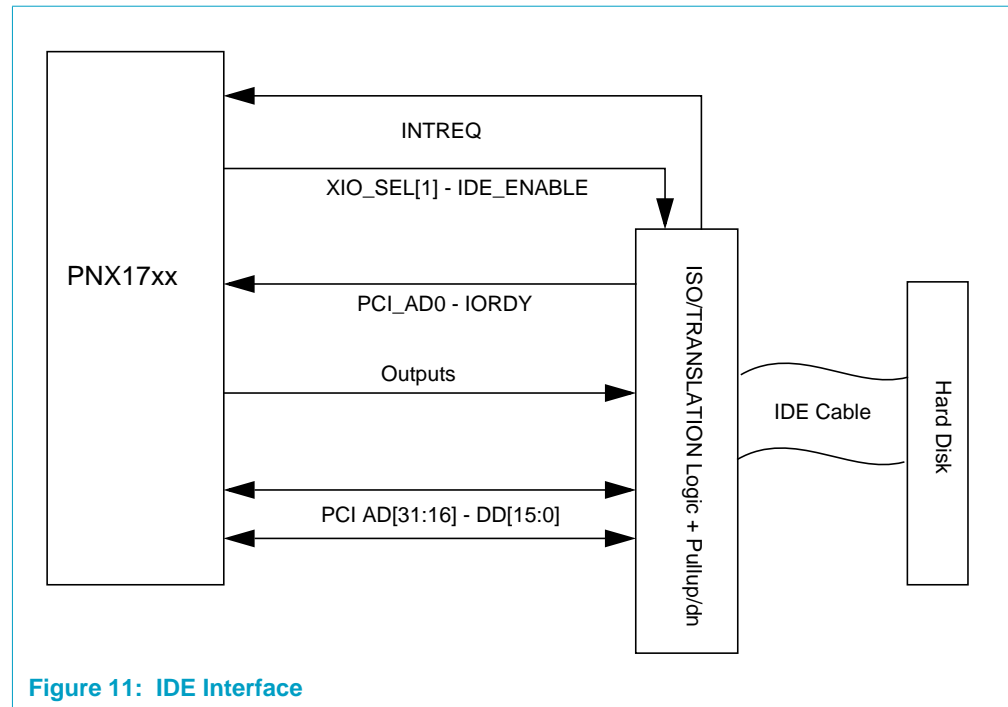 INTREQ
XIO_SEL[1] - IDE_ENABLE
PNX17xx
PCI_AD0 - IORDY
Outputs
PCI AD[31:16] - DD[15:0]
ISO/TRANSLATION Logic + Pullup/dn
IDE Cable
Hard Disk
Figure 11: IDE Interface